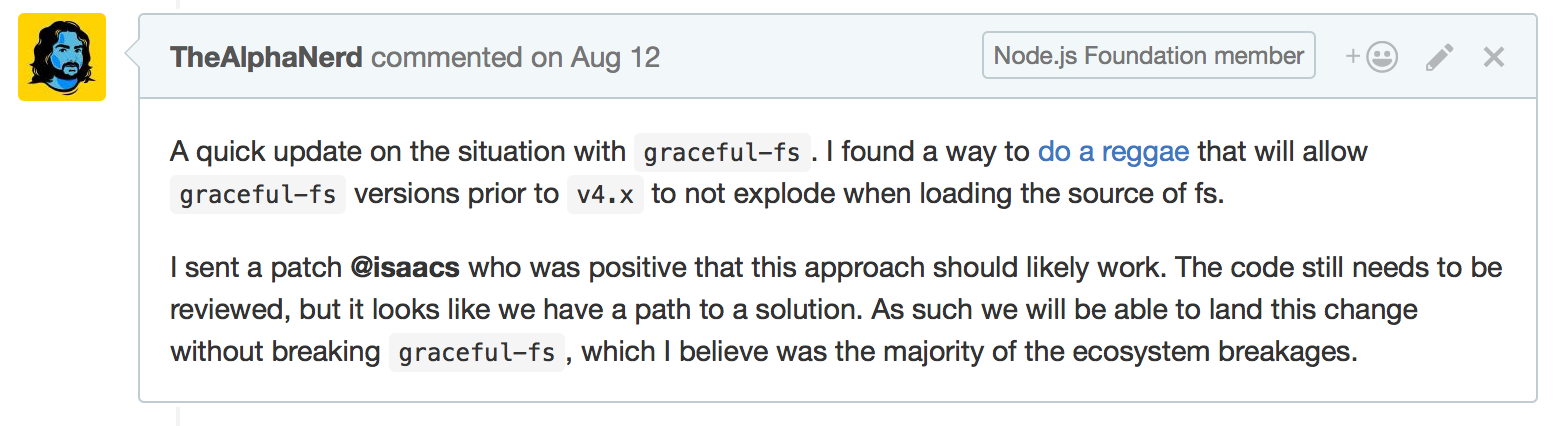 TheAlphaNerd commented on Aug 12 Node.js Foundation member +
A quick update on the situation with graceful-fs . I found a way to do a reggae that will allow
graceful-fs versions prior to v4.x to not explode when loading the source of fs.
I sent a patch @isaacs who was positive that this approach should likely work. The code still needs to be
reviewed, but it looks like we have a path to a solution. As such we will be able to land this change
without breaking graceful-fs , which I believe was the majority of the ecosystem breakages.